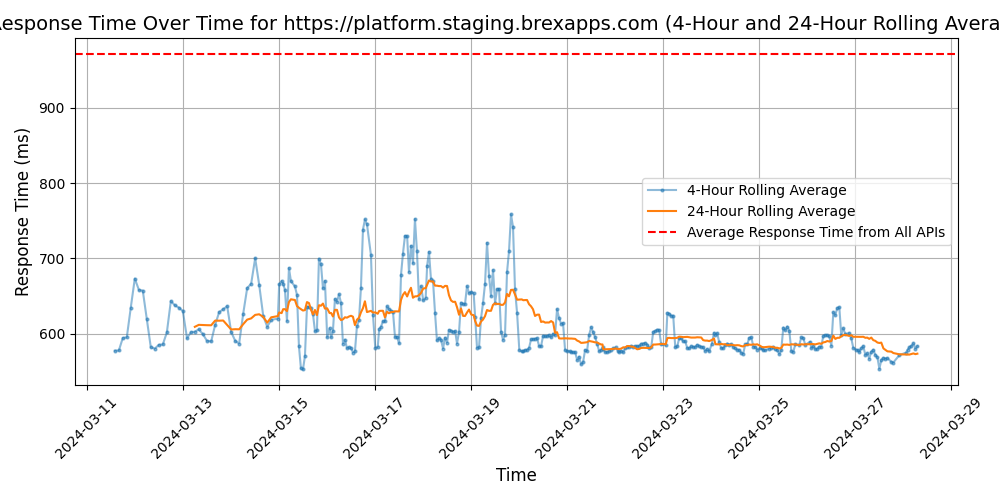 Response Time Over Time for https://platform.staging.brexapps.com (4-Hour and 24-Hour Rolling Avera
Response Time (ms)
900
800
700
600
4-Hour Rolling Average
24-Hour Rolling Average
Average Response Time from All APIs
2024-03-11
2024-03-13
2024-03-15
2024-03-17
2024-03-19
2024-03-21
2024-03-23
2024-03-25
2024-03-27
2024-03-29
Time